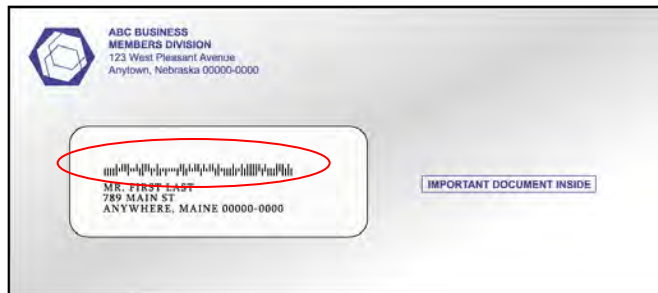 ABC BUSINESS
MEMBERS DIVISION
123 West Pleasant Avenue
Anytown, Nebraska 00000-0000
MR. FIRST LAST
789 MAIN ST
ANYWHERE, MAINE 00000-0000
IMPORTANT DOCUMENT INSIDE